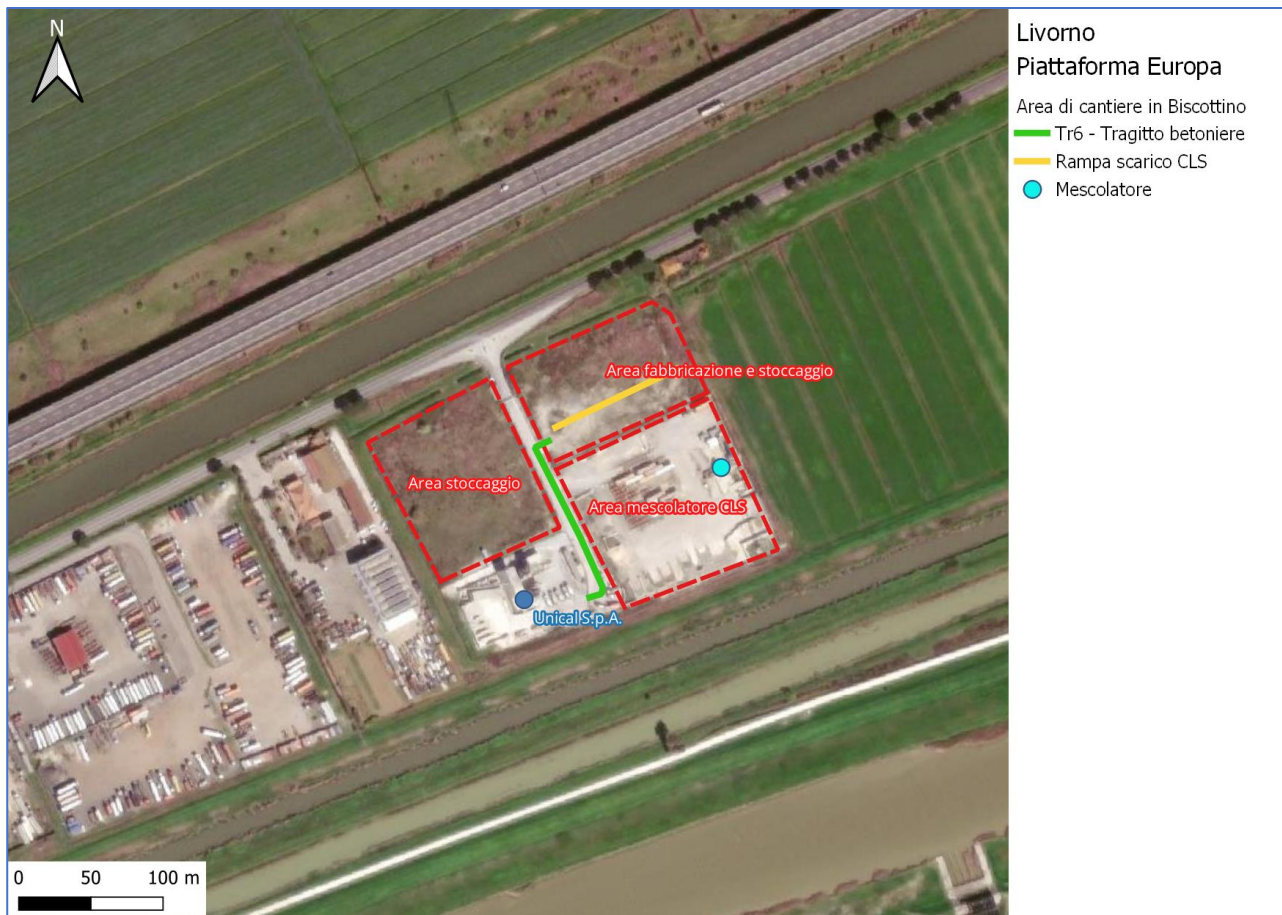 N
Livorno
Piattaforma Europa
Area di cantiere in Biscottino
Tr6 - Tragitto betoniere
Rampa scarico CLS
Mescolatore
Area fabbricazione e stoccaggio
Area stoccaggio
Area mescolatore CLS
Unical S.p.A.
0 50 100 m